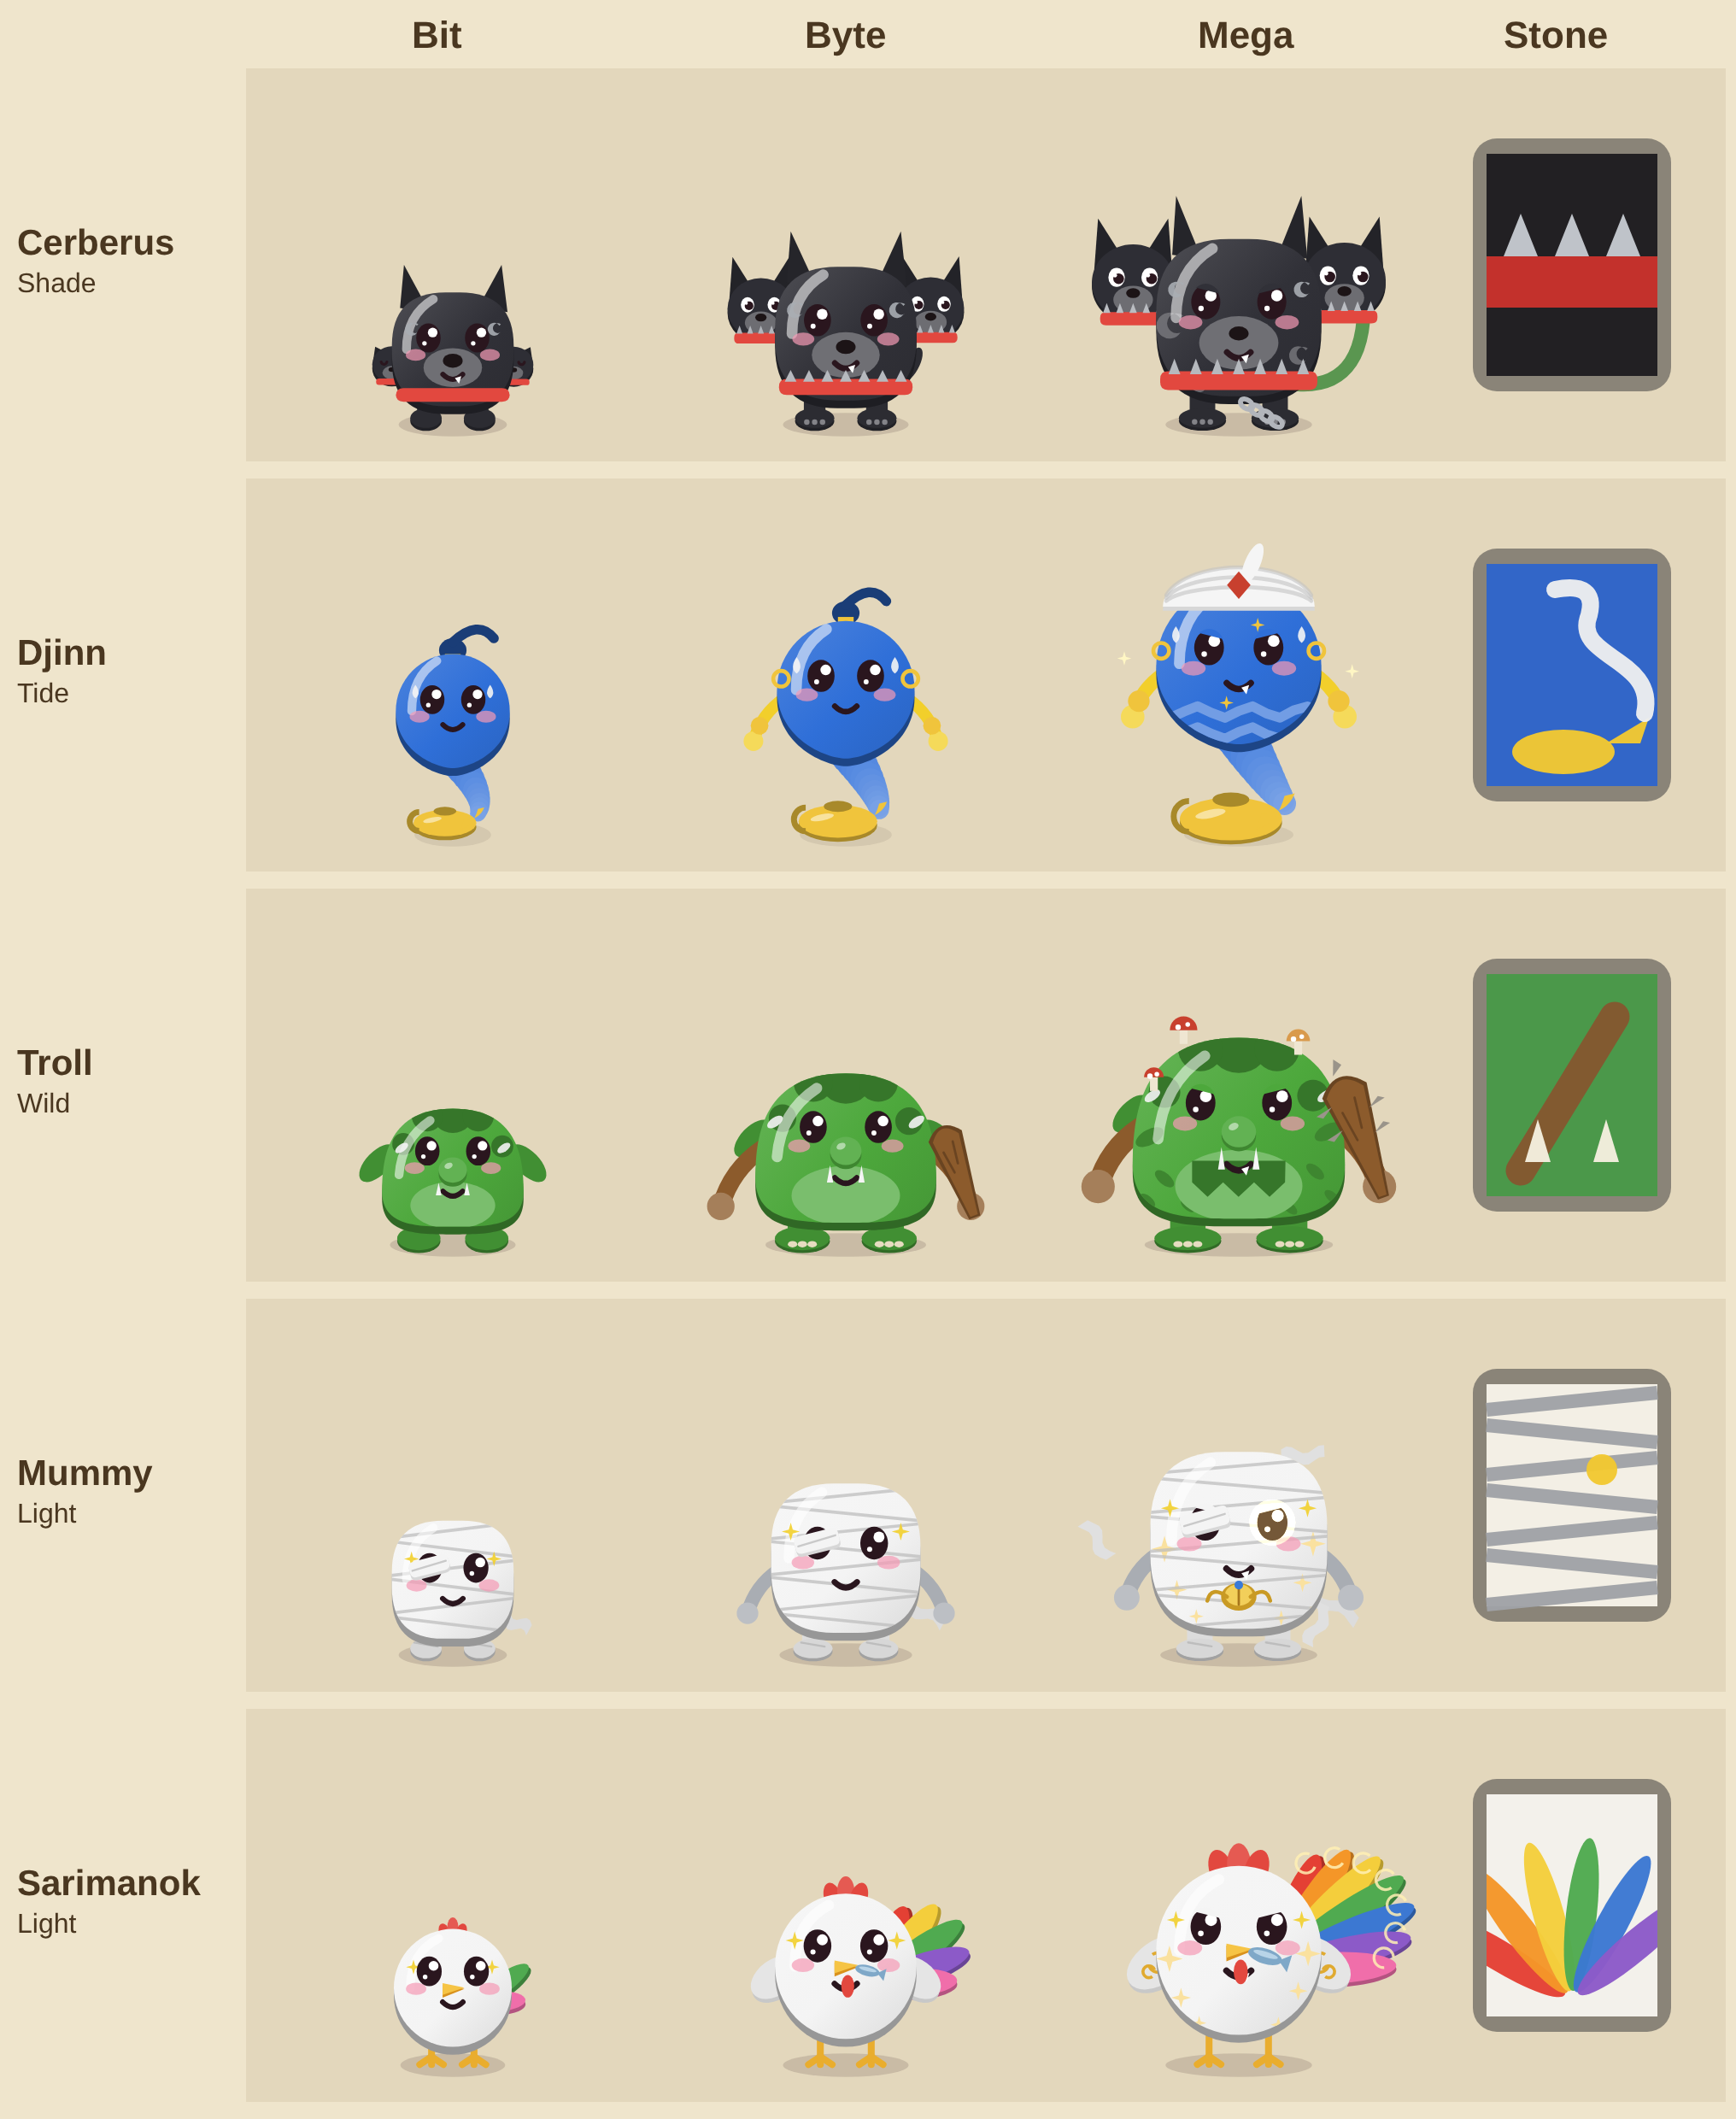 Bit Byte Mega Stone
Cerberus
Shade
Djinn
Tide
Troll
Wild
Mummy
Light
Sarimanok
Light